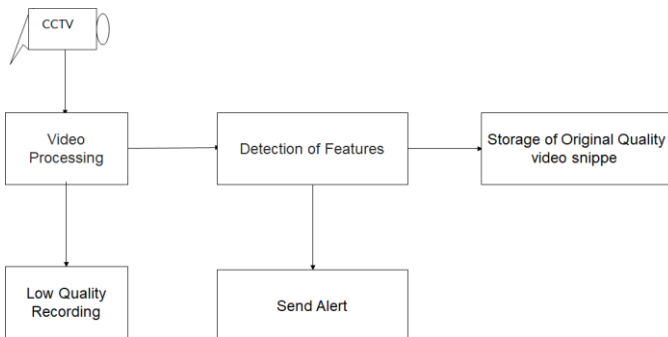 CCTV
Video
Processing
Detection of Features
Storage of Original Quality
video snippe
Low Quality
Recording
Send Alert